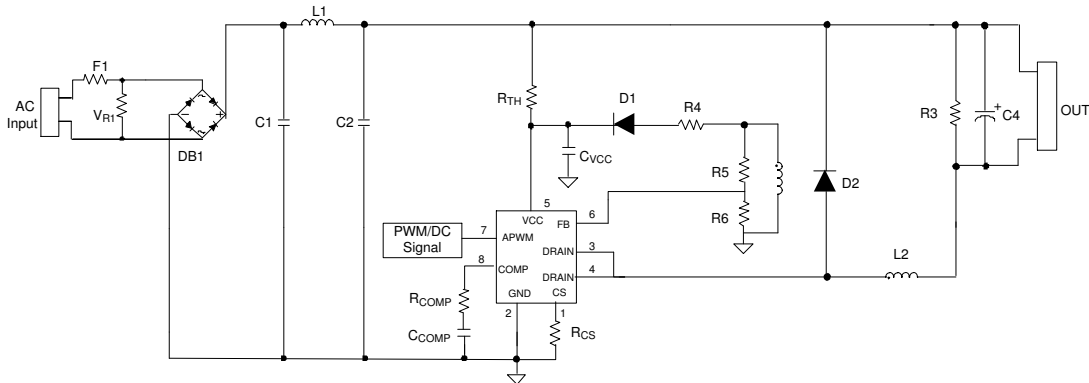 L1
F1
AC
Input
VR1
DB1
C1
C2
RTH
D1
R4
CVCC
R5
R6
D2
R3
+
C4
OUT
L2
PWM/DC
Signal
7
8
5
VCC
APWM
COMP
GND
2
FB
6
DRAIN
3
DRAIN
4
CS
1
RCOMP
CCOMP
RCS
~
−
+
~